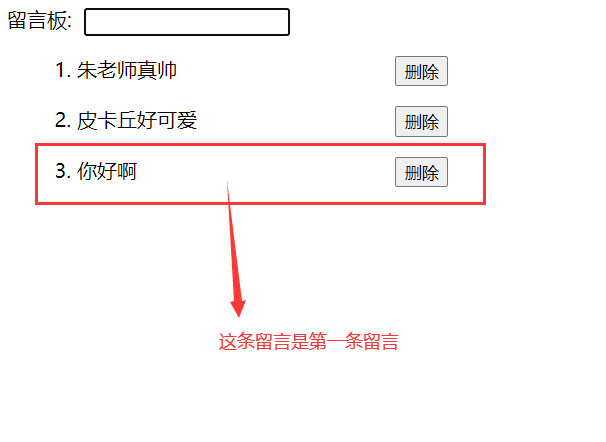 留言板:
1. 朱老师真帅 删除
2. 皮卡丘好可爱 删除
3. 你好啊 删除
这条留言是第一条留言